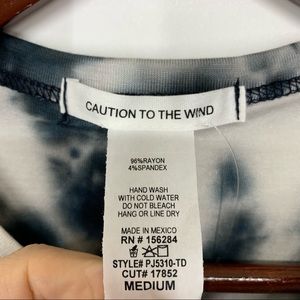 CAUTION TO THE WIND
96%RAYON
4%SPANDEX
HAND WASH
WITH COLD WATER
DO NOT BLEACH
HANG OR LINE DRY
MADE IN MEXICO
RN # 156284
STYLE# PJ5310-TD
CUT# 17852
MEDIUM